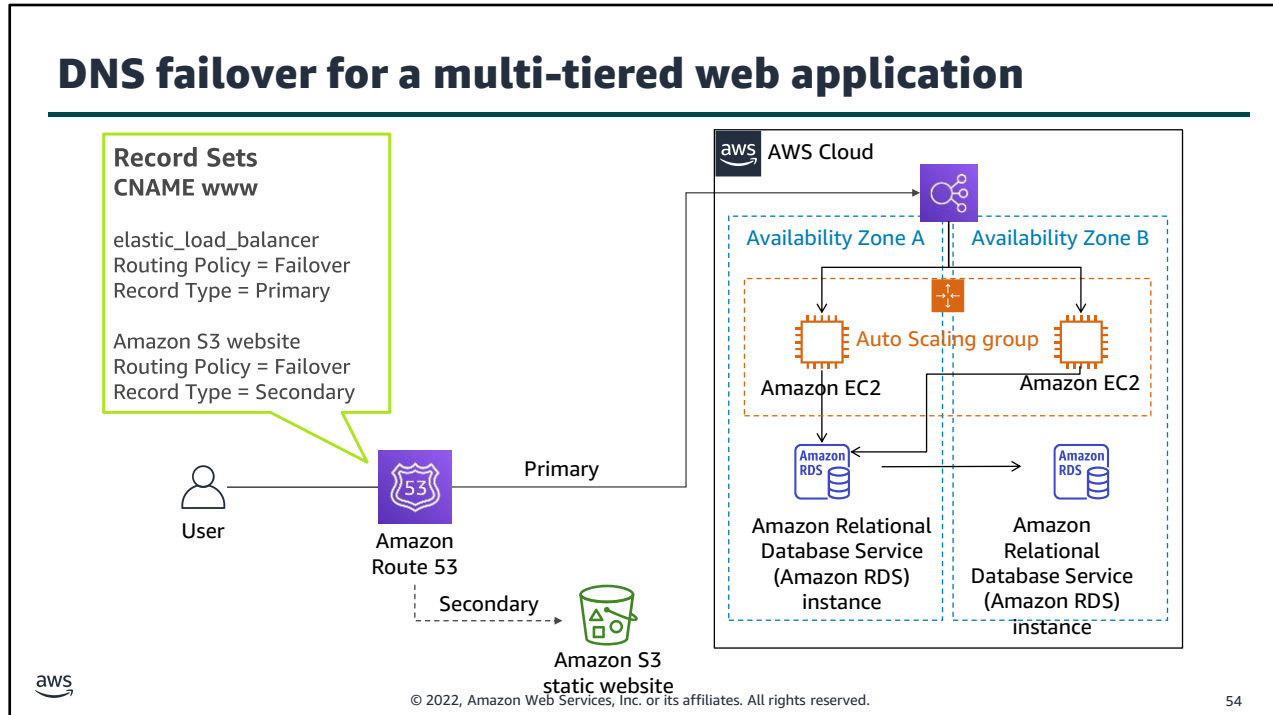 DNS failover for a multi-tiered web application
Record Sets
CNAME www
elastic_load_balancer
Routing Policy = Failover
Record Type = Primary
Amazon S3 website
Routing Policy = Failover
Record Type = Secondary
User
53
Amazon
Route 53
Primary
Secondary
Amazon S3
static website
aws
AWS Cloud
Availability Zone A
Availability Zone B
Auto Scaling group
Amazon EC2
Amazon EC2
Amazon
RDS
Amazon
RDS
Amazon Relational
Database Service
(Amazon RDS)
instance
Amazon
Relational
Database Service
(Amazon RDS)
instance
aws
© 2022, Amazon Web Services, Inc. or its affiliates. All rights reserved.
54